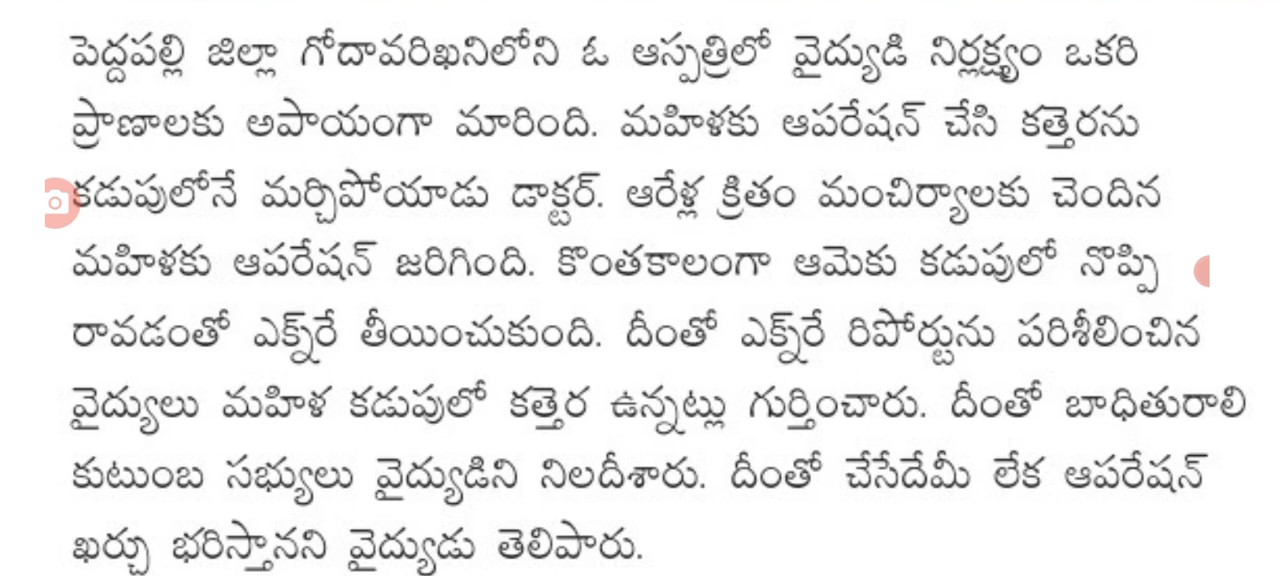 పెద్దపల్లి జిల్లా గోదావరిఖనిలోని ఓ ఆస్పత్రిలో వైద్యుడి నిర్లక్ష్యం ఒకరి
ప్రాణాలకు అపాయంగా మారింది. మహిళకు ఆపరేషన్ చేసి కత్తెరను
కడుపులోనే మర్చిపోయాడు డాక్టర్. ఆరేళ్ల క్రితం మంచిర్యాలకు చెందిన
మహిళకు ఆపరేషన్ జరిగింది. కొంతకాలంగా ఆమెకు కడుపులో నొప్పి
రావడంతో ఎక్స్‌రే తీయించుకుంది. దీంతో ఎక్స్‌రే రిపోర్టును పరిశీలించిన
వైద్యులు మహిళ కడుపులో కత్తెర ఉన్నట్లు గుర్తించారు. దీంతో బాధితురాలి
కుటుంబ సభ్యులు వైద్యుడిని నిలదీశారు. దీంతో చేసేదేమీ లేక ఆపరేషన్
ఖర్చు భరిస్తానని వైద్యుడు తెలిపారు.